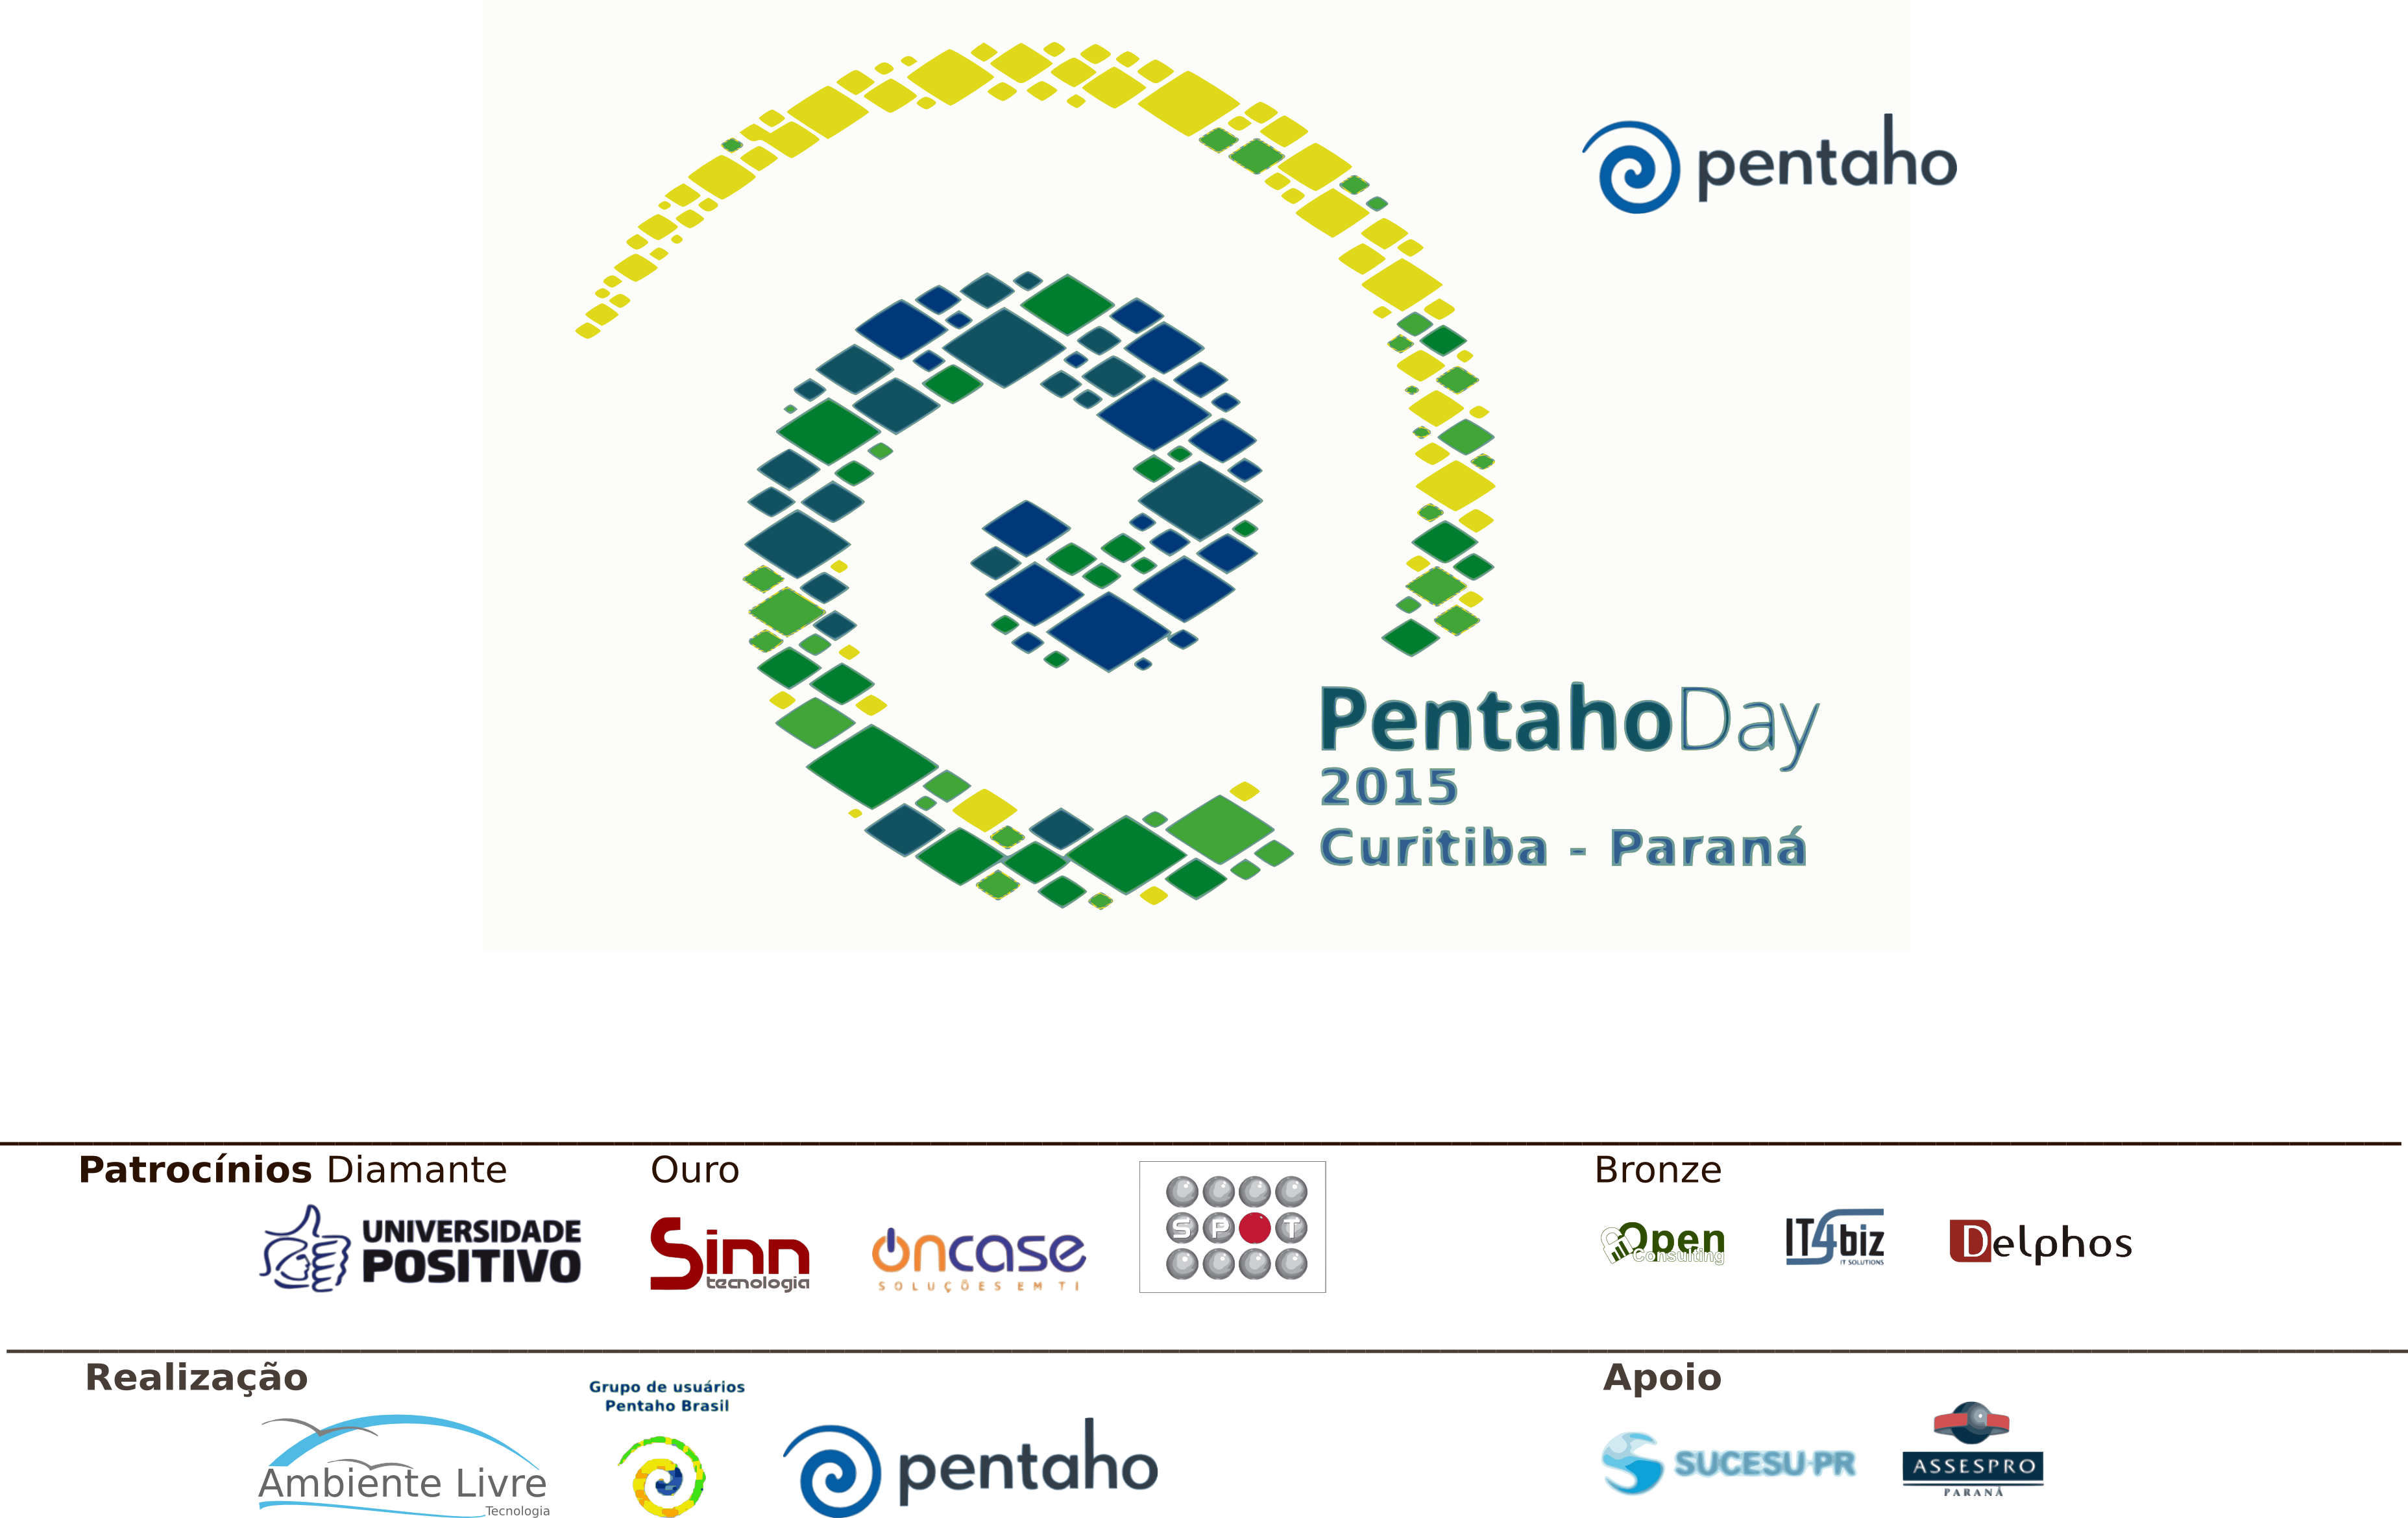 pentaho
PentahoDay
2015
Curitiba - Paraná
Patrocínios Diamante
Ouro
Bronze
UNIVERSIDADE
POSITIVO
Sinn
tecnologia
oncase
SOLUÇÕES EM TI
SP T
Open
Consulting
IT4biz
IT SOLUTIONS
Delphos
Realização
Apoio
Ambiente Livre
Tecnologia
Grupo de usuários
Pentaho Brasil
pentaho
SUCESU-PR
ASSESPRO
PARANÁ